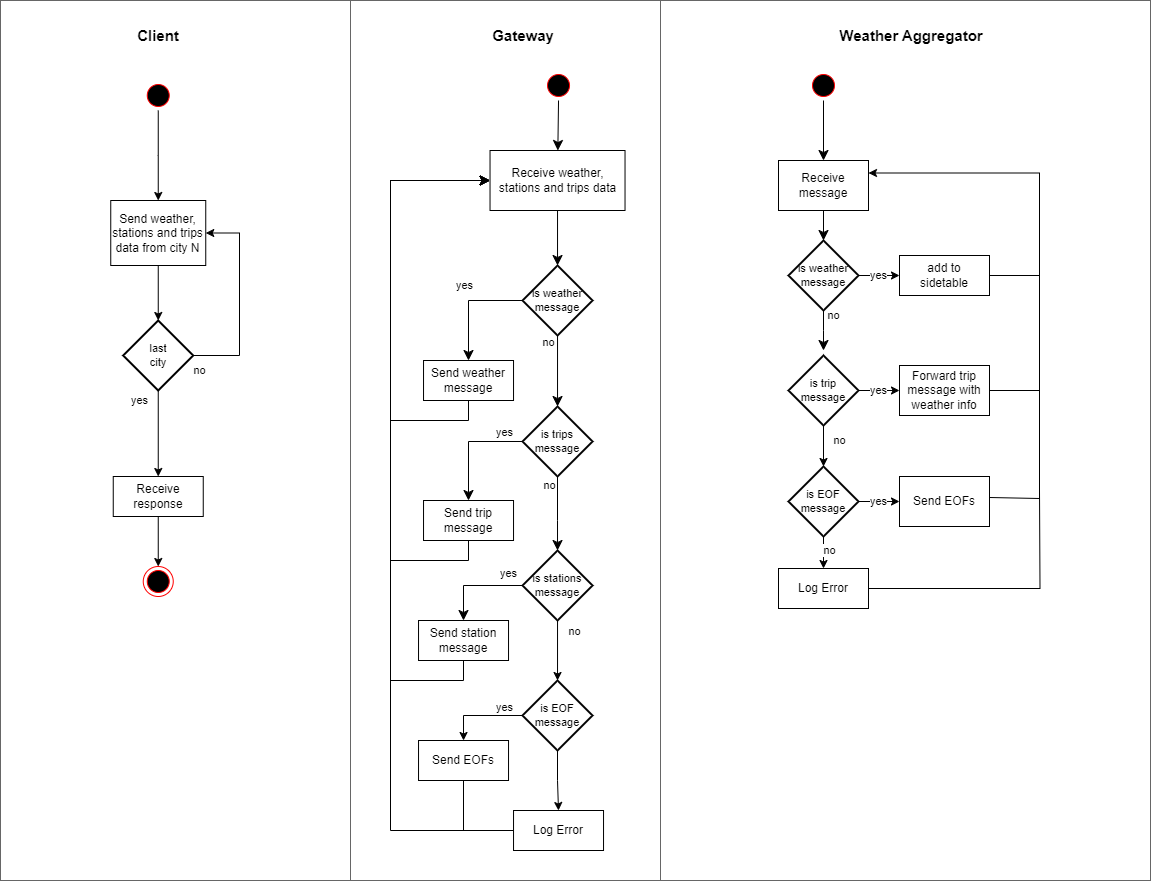 Client
Send weather,
stations and trips
data from city N
last
city
no
yes
Receive
response
Gateway
Receive weather,
stations and trips data
is weather
message
yes
no
Send weather
message
is trips
message
yes
no
Send trip
message
is stations
message
yes
no
Send station
message
is EOF
message
yes
Send EOFs
Log Error
Weather Aggregator
Receive
message
is weather
message
yes
add to
sidetable
no
is trip
message
yes
Forward trip
message with
weather info
no
is EOF
message
yes
Send EOFs
no
Log Error